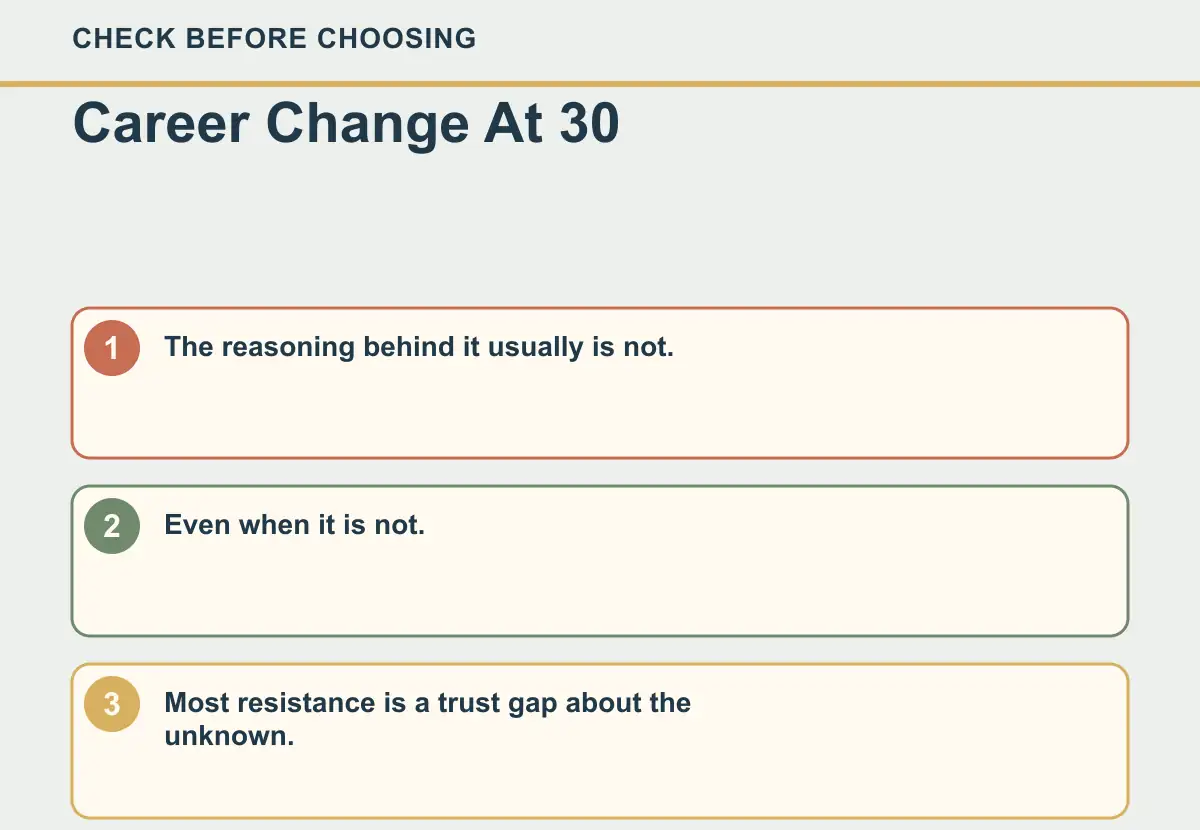 CHECK BEFORE CHOOSING
Career Change At 30
1
The reasoning behind it usually is not.
2
Even when it is not.
3
Most resistance is a trust gap about the
unknown.